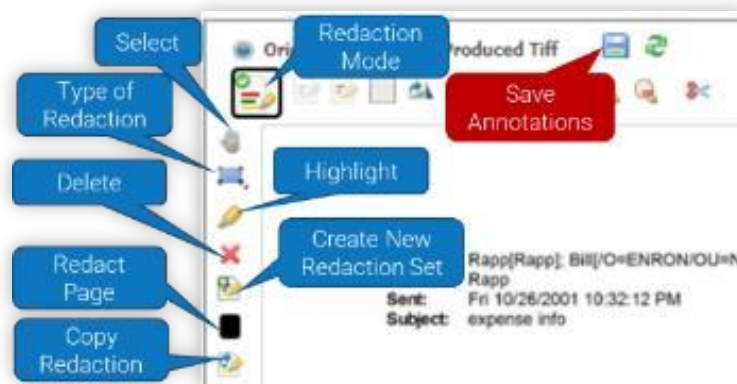 Select
Redaction
Mode
Produced Tiff
Type of
Redaction
Save
Annotations
Delete
Highlight
Create New
Redaction Set
Redact
Page
Rapp[Rapp]; Bill[/O=ENRON/OU=N
Rapp
Sent: Fri 10/26/2001 10:32:12 PM
Subject: expense info
Copy
Redaction